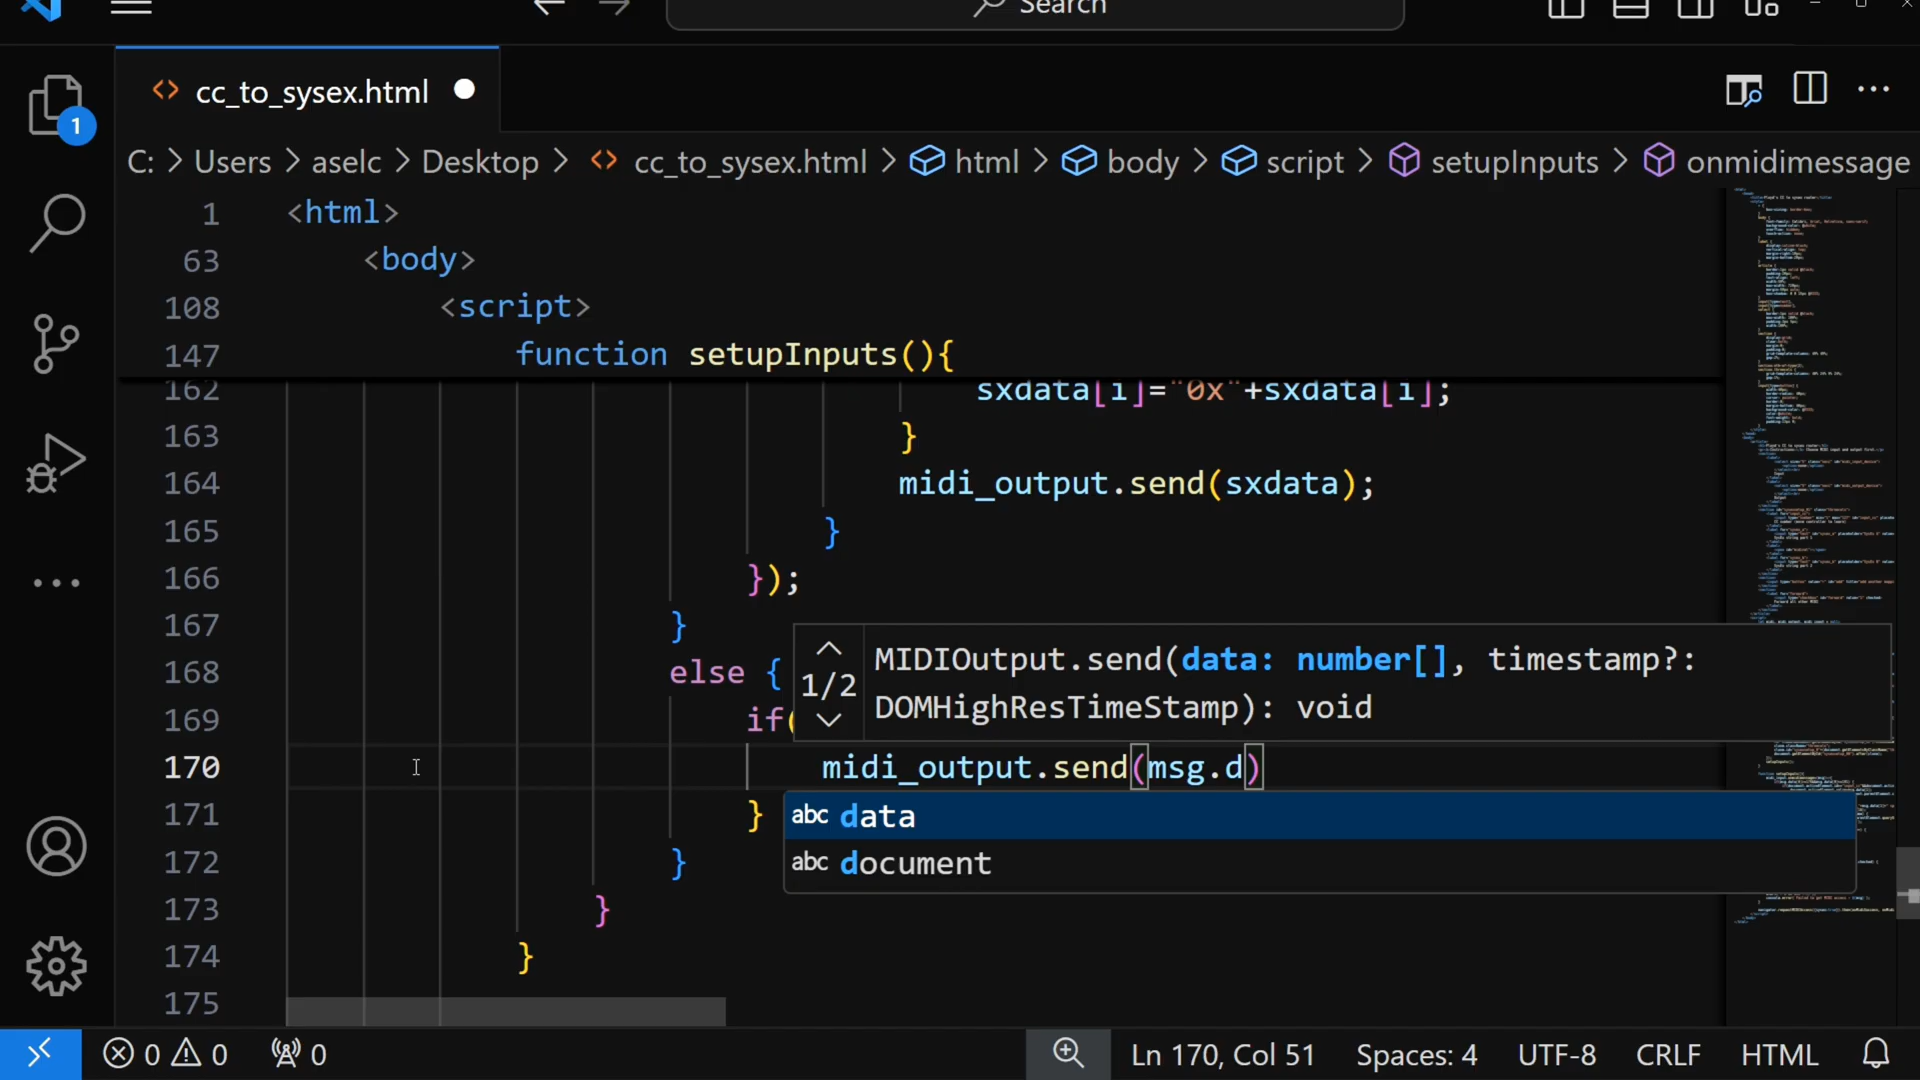 Search
cc_to_sysex.html
1
C: > Users > aselc > Desktop > cc_to_sysex.html > html > body > script > setupInputs > onmidimessage
1 <html>
63 <body>
108 <script>
147 function setupInputs(){
162 sxdata[i]="0x"+sxdata[i];
163 }
164 midi_output.send(sxdata);
165 }
166 });
167 }
168 else {
169 if(
170 midi_output.send(msg.d)
171 }
172 }
173 }
174 }
175
1/2
MIDIOutput.send(data: number[], timestamp?:
DOMHighResTimeStamp): void
abc data
abc document
0 0 0 Ln 170, Col 51 Spaces: 4 UTF-8 CRLF HTML